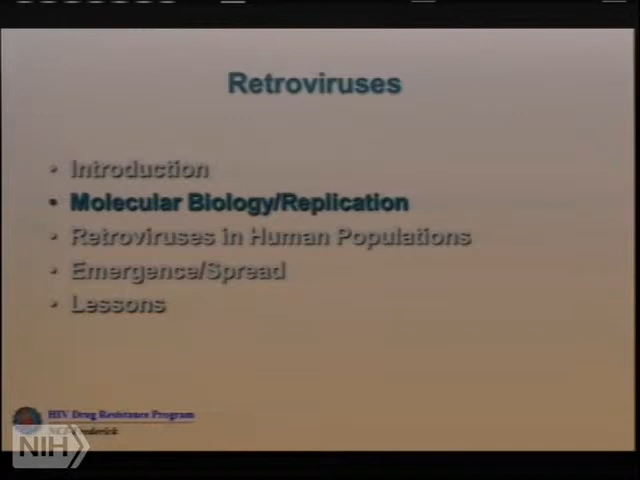 Retroviruses
• Introduction
• Molecular Biology/Replication
• Retroviruses in Human Populations
• Emergence/Spread
• Lessons
HIV Drug Resistance Program
NIH